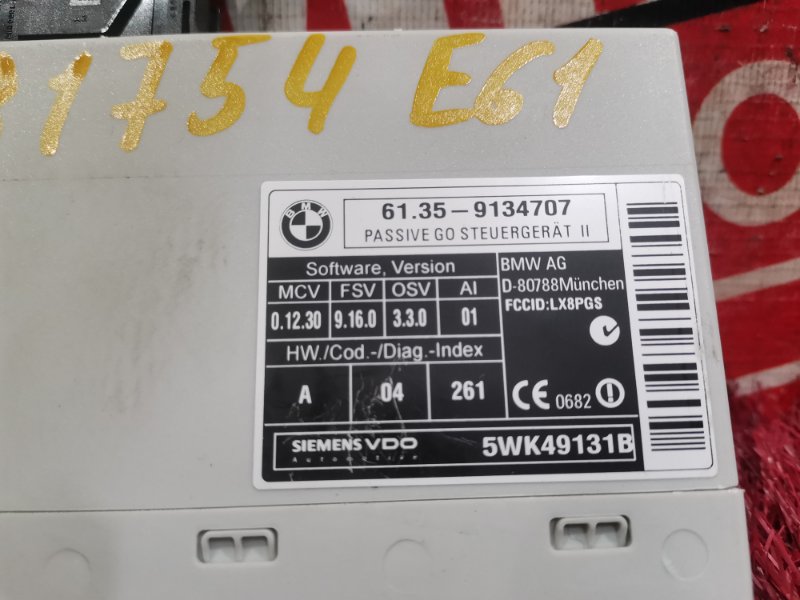 1754 E61
BMW
61.35-9134707
PASSIVE GO STEUERGERÄT II
Software, Version
MCV FSV OSV AI
0.12.30 9.16.0 3.3.0 01
HW./Cod.-/Diag.-Index
A 04 261
BMW AG
D-80788München
FCCID:LX8PGS
CE 0682
SIEMENS VDO
Automotive
5WK49131B